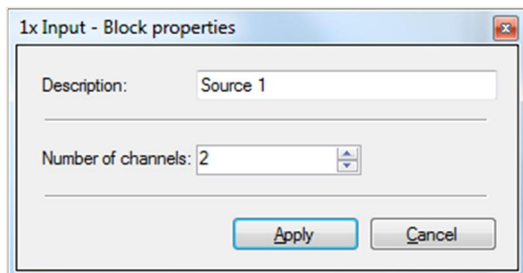 1x Input - Block properties
Description: Source 1
Number of channels: 2
Apply Cancel